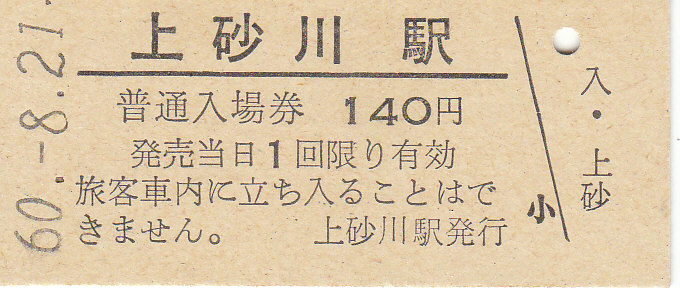 60.-8.21
上砂川駅
普通入場券 140円
発売当日1回限り有効
旅客車内に立ち入ることはで
きません。 上砂川駅発行
小
入・上砂